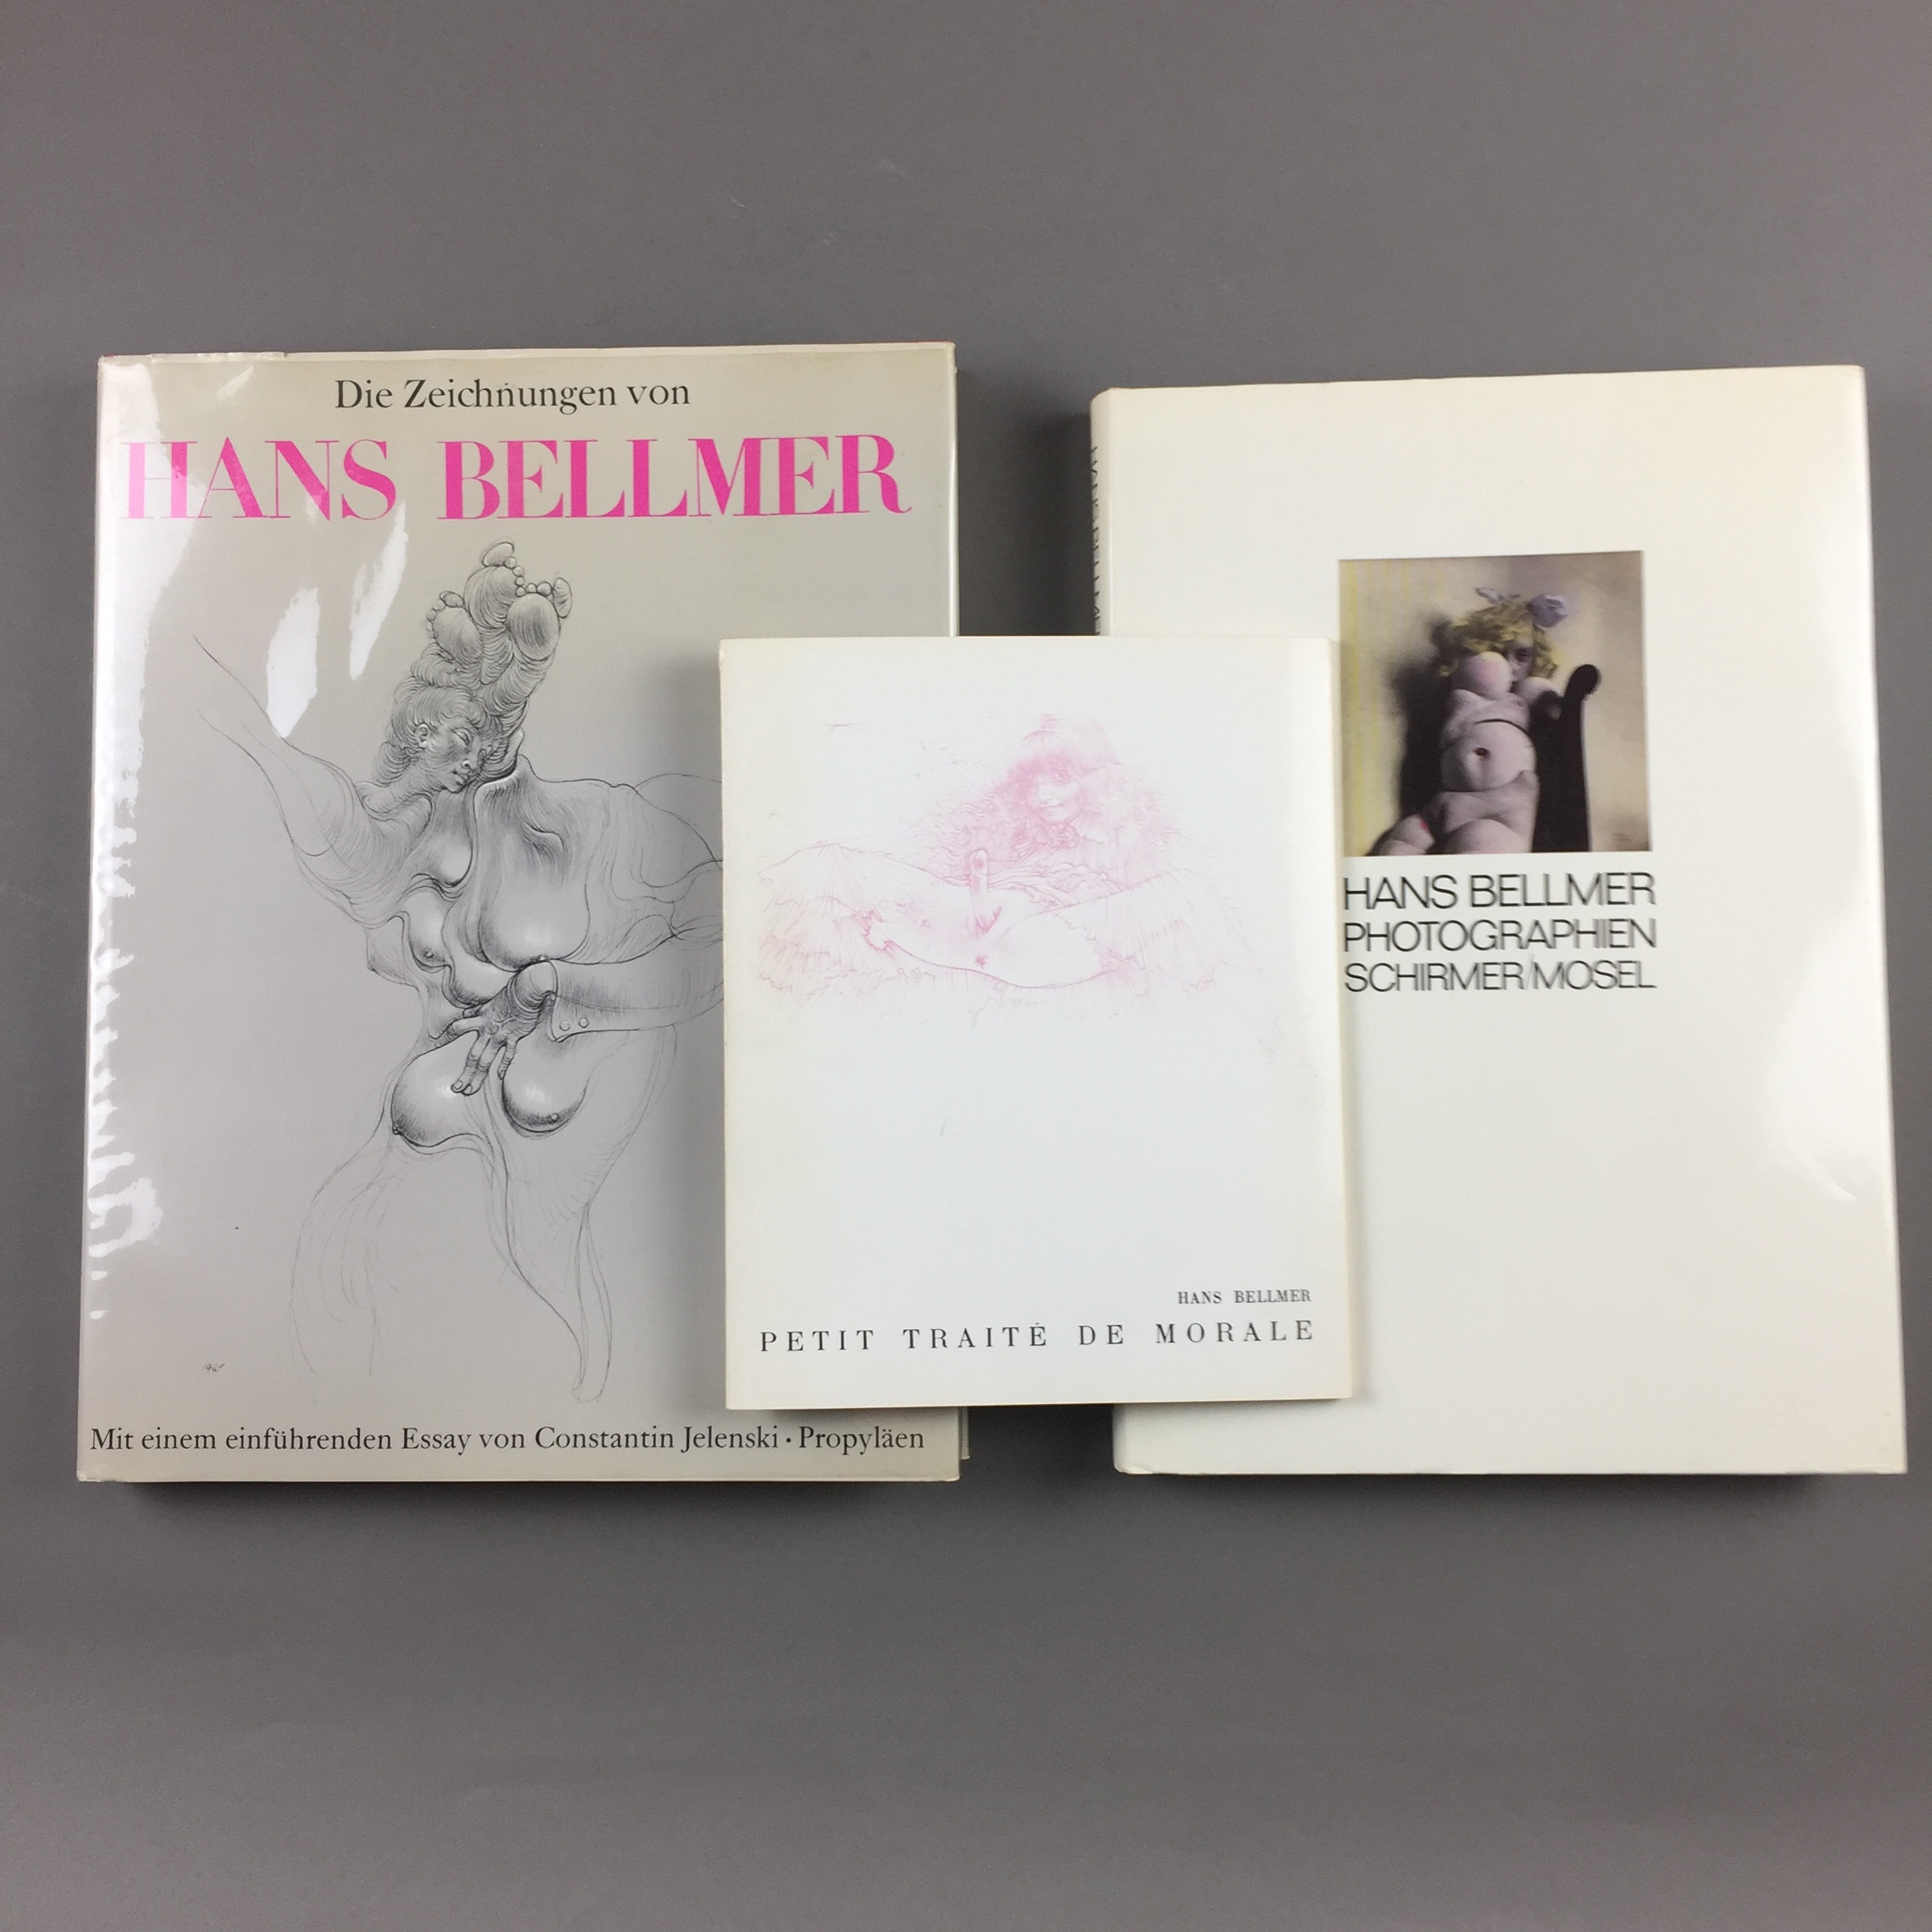 Die Zeichnungen von
HANS BELLMER
Mit einem einführenden Essay von Constantin Jelenski · Propyläen
HANS BELLMER
PETIT TRAITÉ DE MORALE
HANS BELLMER
PHOTOGRAPHIEN
SCHIRMER/MOSEL